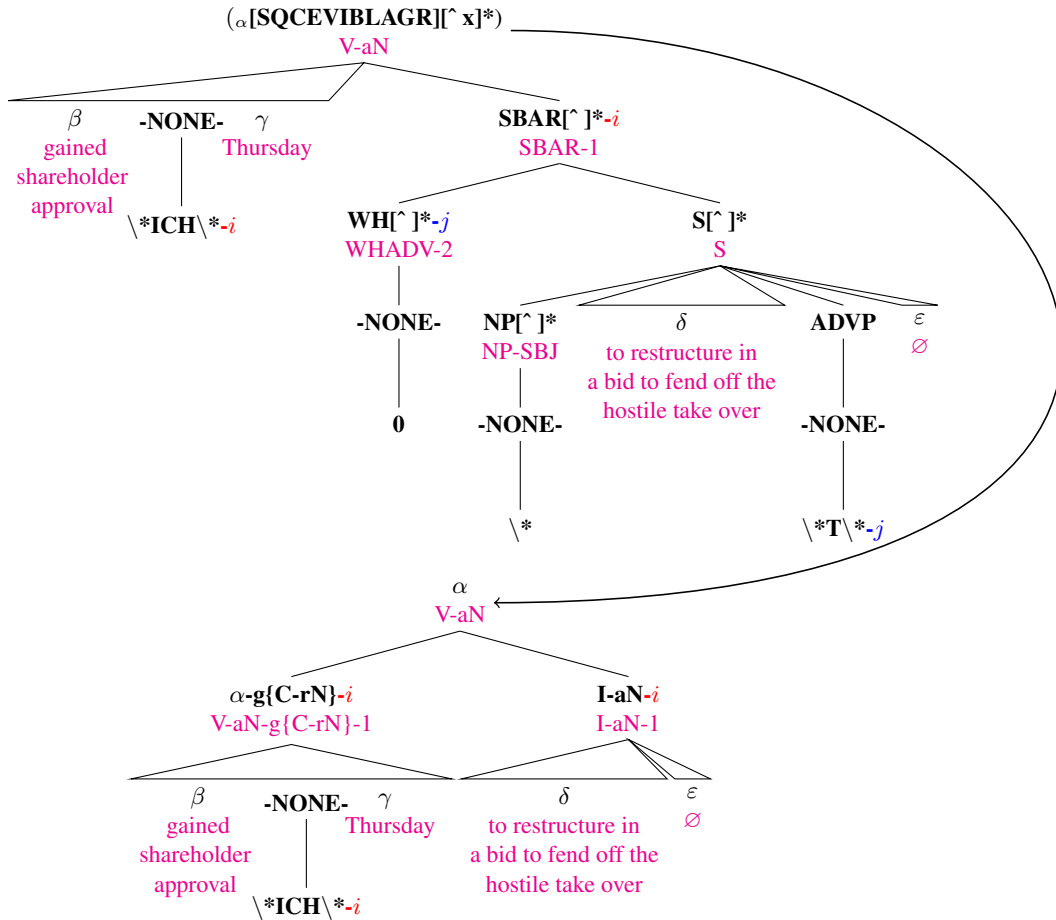 (α[SQCEVIBLAGR][ˆ x]*)
V-aN
β -NONE- γ SBAR[ˆ ]*-i
gained Thursday SBAR-1
shareholder
approval
\*ICH\*-i WH[ˆ ]*-j S[ˆ ]*
WHADV-2 S
-NONE- NP[ˆ ]* δ ADVP ε
NP-SBJ to restructure in ∅
a bid to fend off the
hostile take over
0 -NONE- -NONE-
\* \*T\*-j
α
V-aN
α-g{C-rN}-i I-aN-i
V-aN-g{C-rN}-1 I-aN-1
β -NONE- γ δ ε
gained Thursday to restructure in ∅
shareholder a bid to fend off the
approval hostile take over
\*ICH\*-i